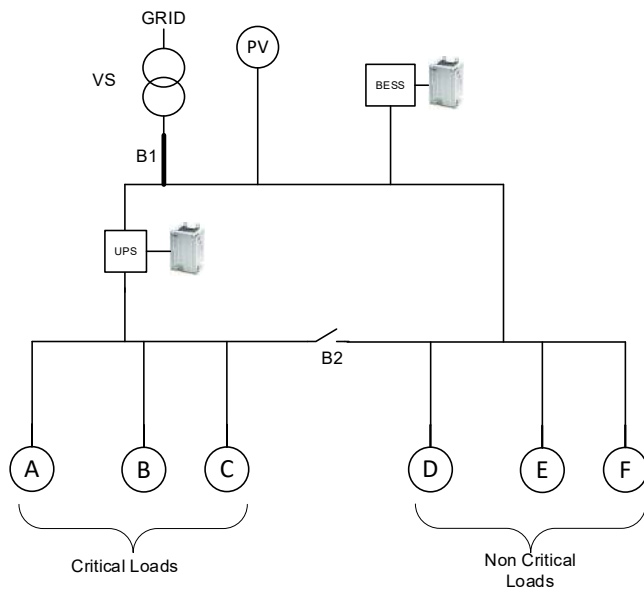 GRID
PV
VS
BESS
B1
UPS
B2
A
B
C
D
E
F
Critical Loads
Non Critical
Loads